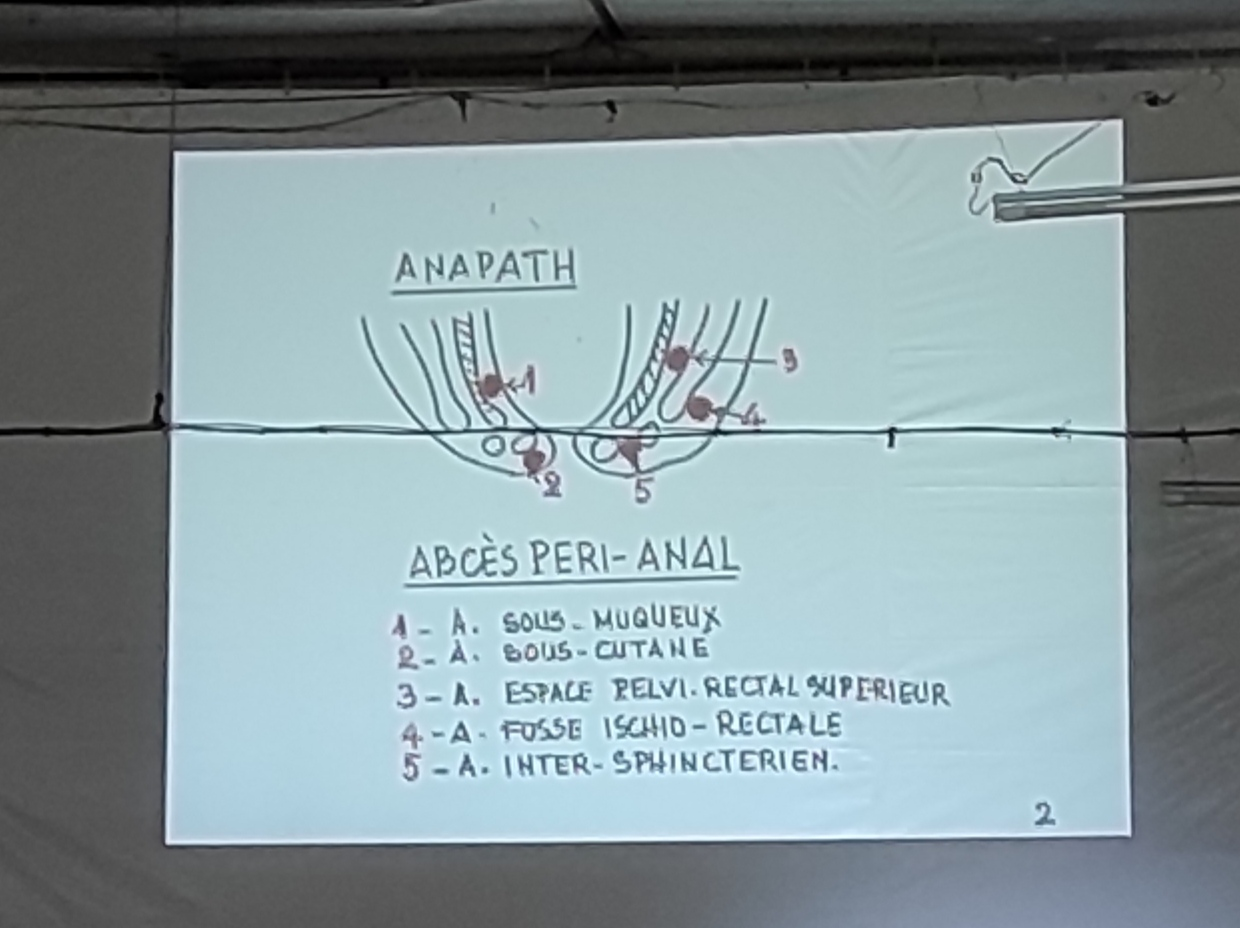 ANAPATH
1
3
4
2
5
ABCÈS PERI-ANAL
1 - A. SOUS-MUQUEUX
2 - A. SOUS-CUTANE
3 - A. ESPACE PELVI.RECTAL SUPERIEUR
4 - A. FOSSE ISCHIO-RECTALE
5 - A. INTER-SPHINCTERIEN.
2